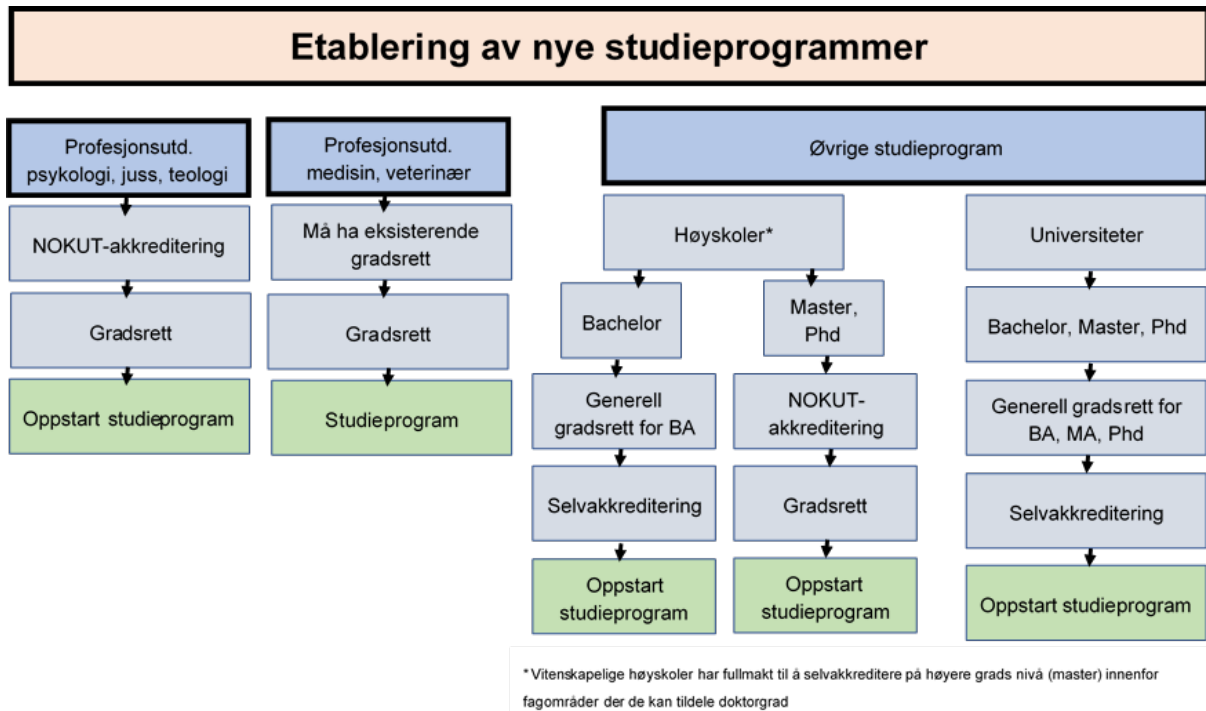 Etablering av nye studieprogrammer
Profesjonsutd.
psykologi, juss, teologi
NOKUT-akkreditering
Gradsrett
Oppstart studieprogram
Profesjonsutd.
medisin, veterinær
Må ha eksisterende
gradsrett
Gradsrett
Studieprogram
Øvrige studieprogram
Høyskoler*
Bachelor
Generell
gradsrett for BA
Selvakkreditering
Oppstart
studieprogram
Master,
Phd
NOKUT-
akkreditering
Gradsrett
Oppstart
studieprogram
Universiteter
Bachelor, Master, Phd
Generell gradsrett for
BA, MA, Phd
Selvakkreditering
Oppstart studieprogram
* Vitenskapelige høyskoler har fullmakt til å selvakkreditere på høyere grads nivå (master) innenfor
fagområder der de kan tildele doktorgrad